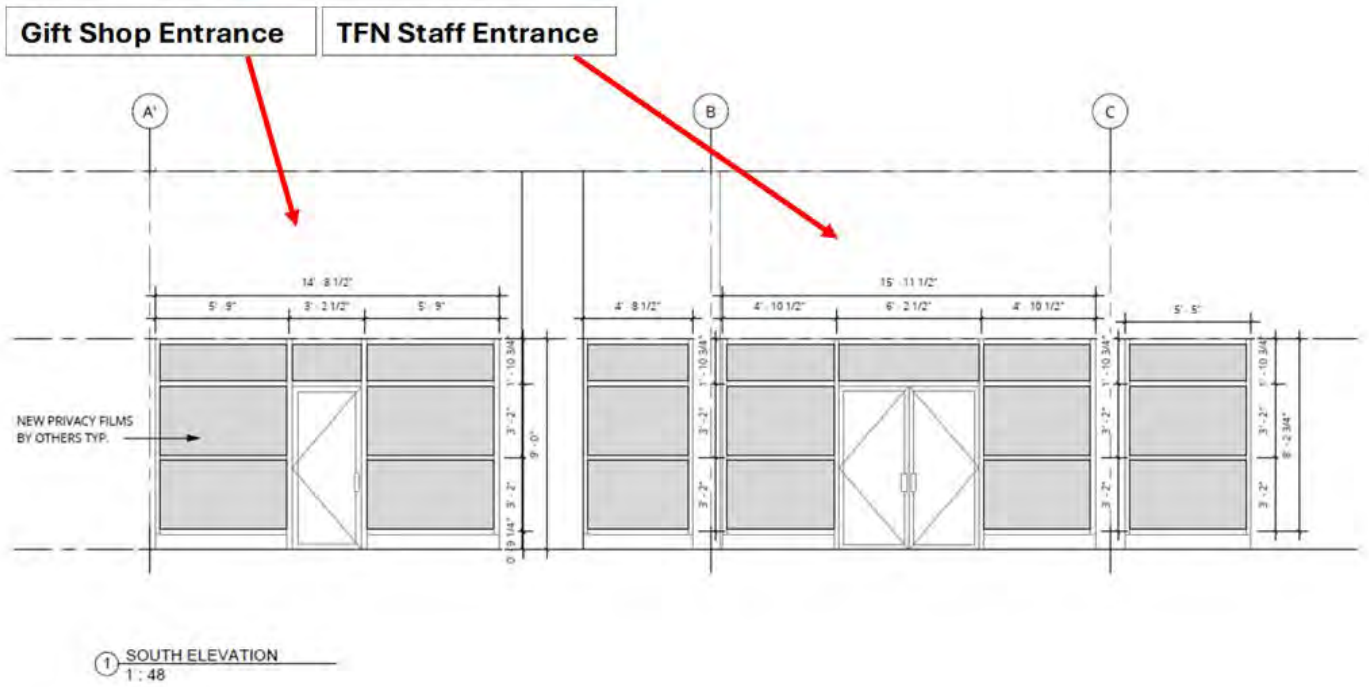 Gift Shop Entrance
TFN Staff Entrance
A'
B
C
14' - 8 1/2"
15' - 11 1/2"
5' - 9"
3' - 2 1/2"
5' - 9"
4' - 8 1/2"
4' - 10 1/2"
6' - 2 1/2"
4' - 10 1/2"
5' - 5"
1' - 10 3/4"
3' - 2"
3' - 2"
0' - 9 1/4"
9' - 0"
1' - 10 3/4"
3' - 2"
3' - 2"
1' - 10 3/4"
3' - 2"
3' - 2"
1' - 10 3/4"
3' - 2"
3' - 2"
8' - 2 3/4"
NEW PRIVACY FILMS
BY OTHERS TYP.
1
SOUTH ELEVATION
1 : 48